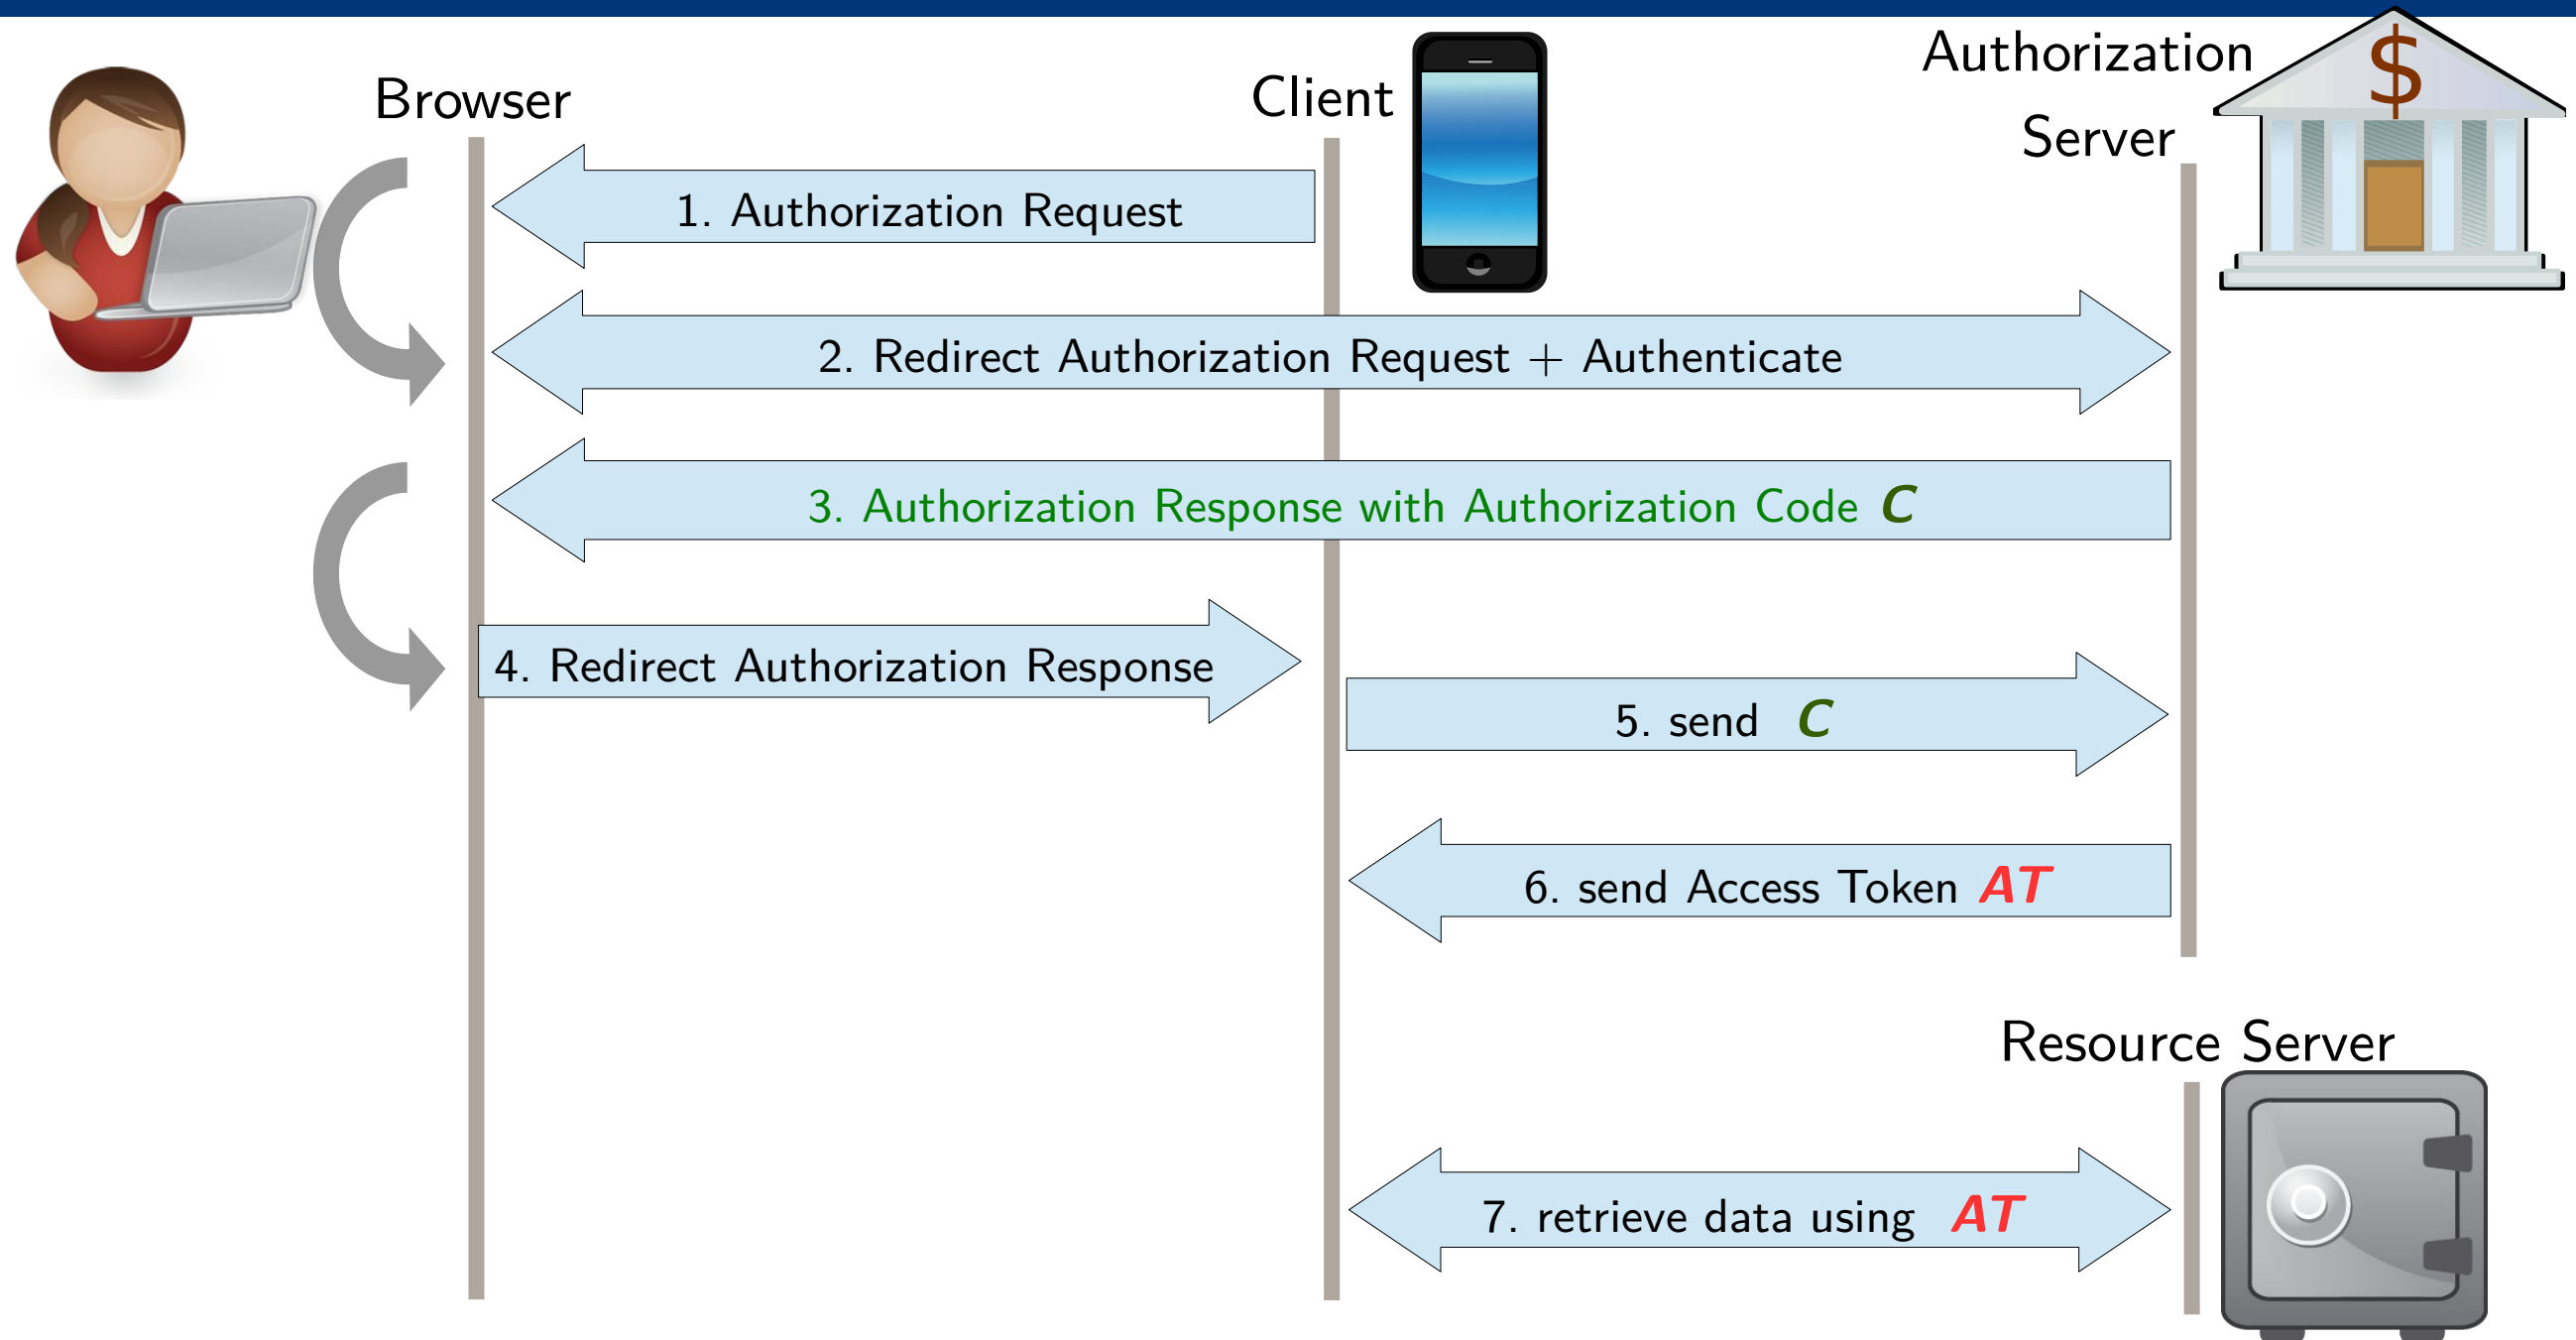 Browser
Client
Authorization
Server
$
1. Authorization Request
2. Redirect Authorization Request + Authenticate
3. Authorization Response with Authorization Code C
4. Redirect Authorization Response
5. send C
6. send Access Token AT
Resource Server
7. retrieve data using AT